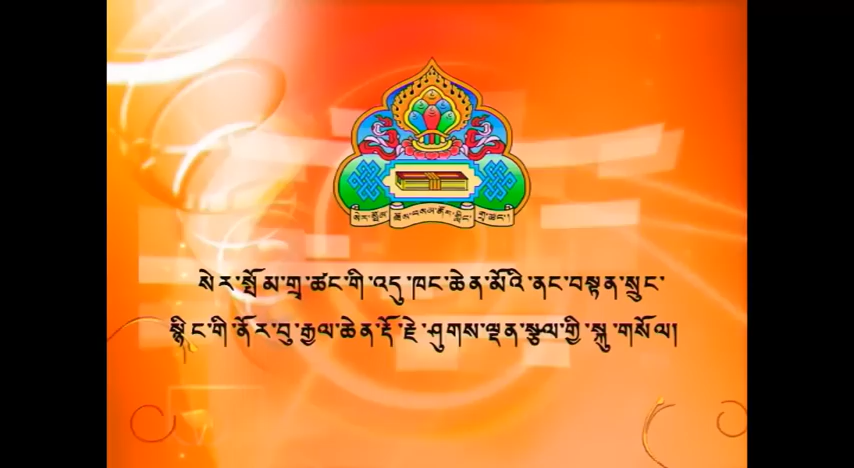 སེར་སྤོམ་གྲྭ་ཚང་གི་འདུ་ཁང་ཆེན་མོའི་ནང་བསྟན་སྲུང་
སྙིང་གི་ནོར་བུ་རྒྱལ་ཆེན་རྡོ་རྗེ་ཤུགས་ལྡན་རྩལ་གྱི་སྐུ་གསོལ།